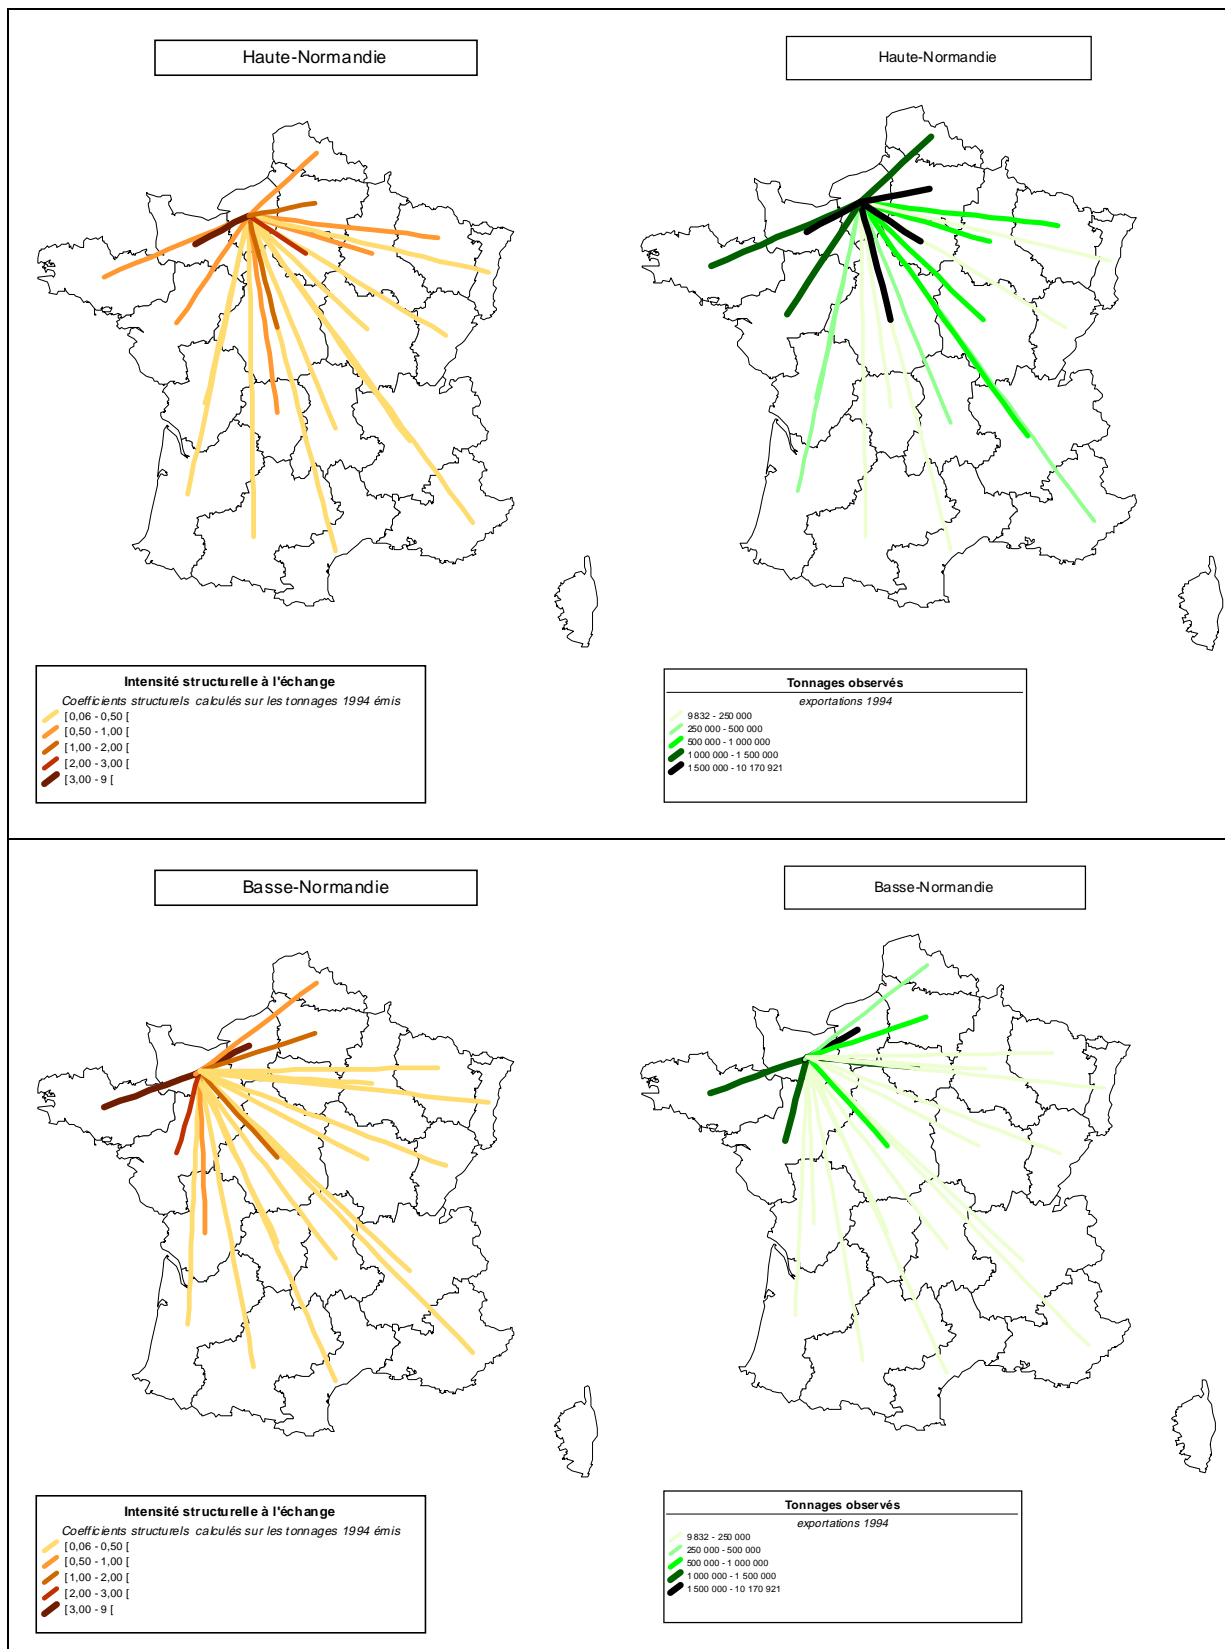 Haute-Normandie
Haute-Normandie
Intensité structurelle à l'échange
Coefficients structurels calculés sur les tonnages 1994 émis
[0,06 - 0,50 [
[0,50 - 1,00 [
[1,00 - 2,00 [
[2,00 - 3,00 [
[3,00 - 9 [
Tonnages observés
exportations 1994
9 832 - 250 000
250 000 - 500 000
500 000 - 1 000 000
1 000 000 - 1 500 000
1 500 000 - 10 170 921
Basse-Normandie
Basse-Normandie
Intensité structurelle à l'échange
Coefficients structurels calculés sur les tonnages 1994 émis
[0,06 - 0,50 [
[0,50 - 1,00 [
[1,00 - 2,00 [
[2,00 - 3,00 [
[3,00 - 9 [
Tonnages observés
exportations 1994
9 832 - 250 000
250 000 - 500 000
500 000 - 1 000 000
1 000 000 - 1 500 000
1 500 000 - 10 170 921